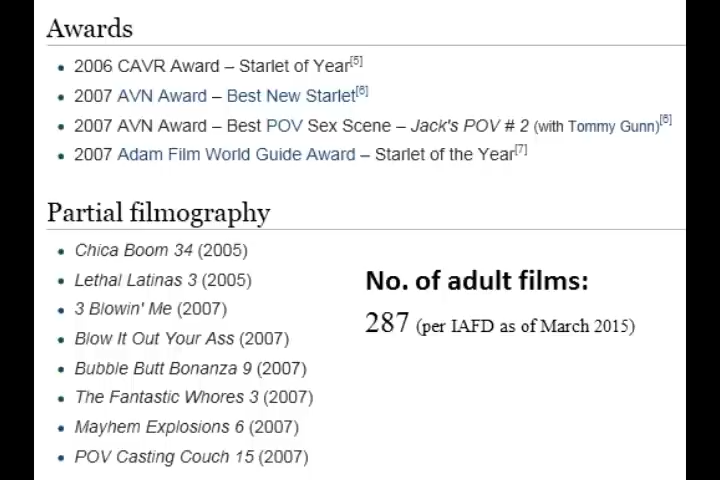 Awards
2006 CAVR Award – Starlet of Year[5]
2007 AVN Award – Best New Starlet[6]
2007 AVN Award – Best POV Sex Scene – Jack's POV # 2 (with Tommy Gunn)[6]
2007 Adam Film World Guide Award – Starlet of the Year[7]
Partial filmography
Chica Boom 34 (2005)
Lethal Latinas 3 (2005)
3 Blowin' Me (2007)
Blow It Out Your Ass (2007)
Bubble Butt Bonanza 9 (2007)
The Fantastic Whores 3 (2007)
Mayhem Explosions 6 (2007)
POV Casting Couch 15 (2007)
No. of adult films:
287 (per IAFD as of March 2015)